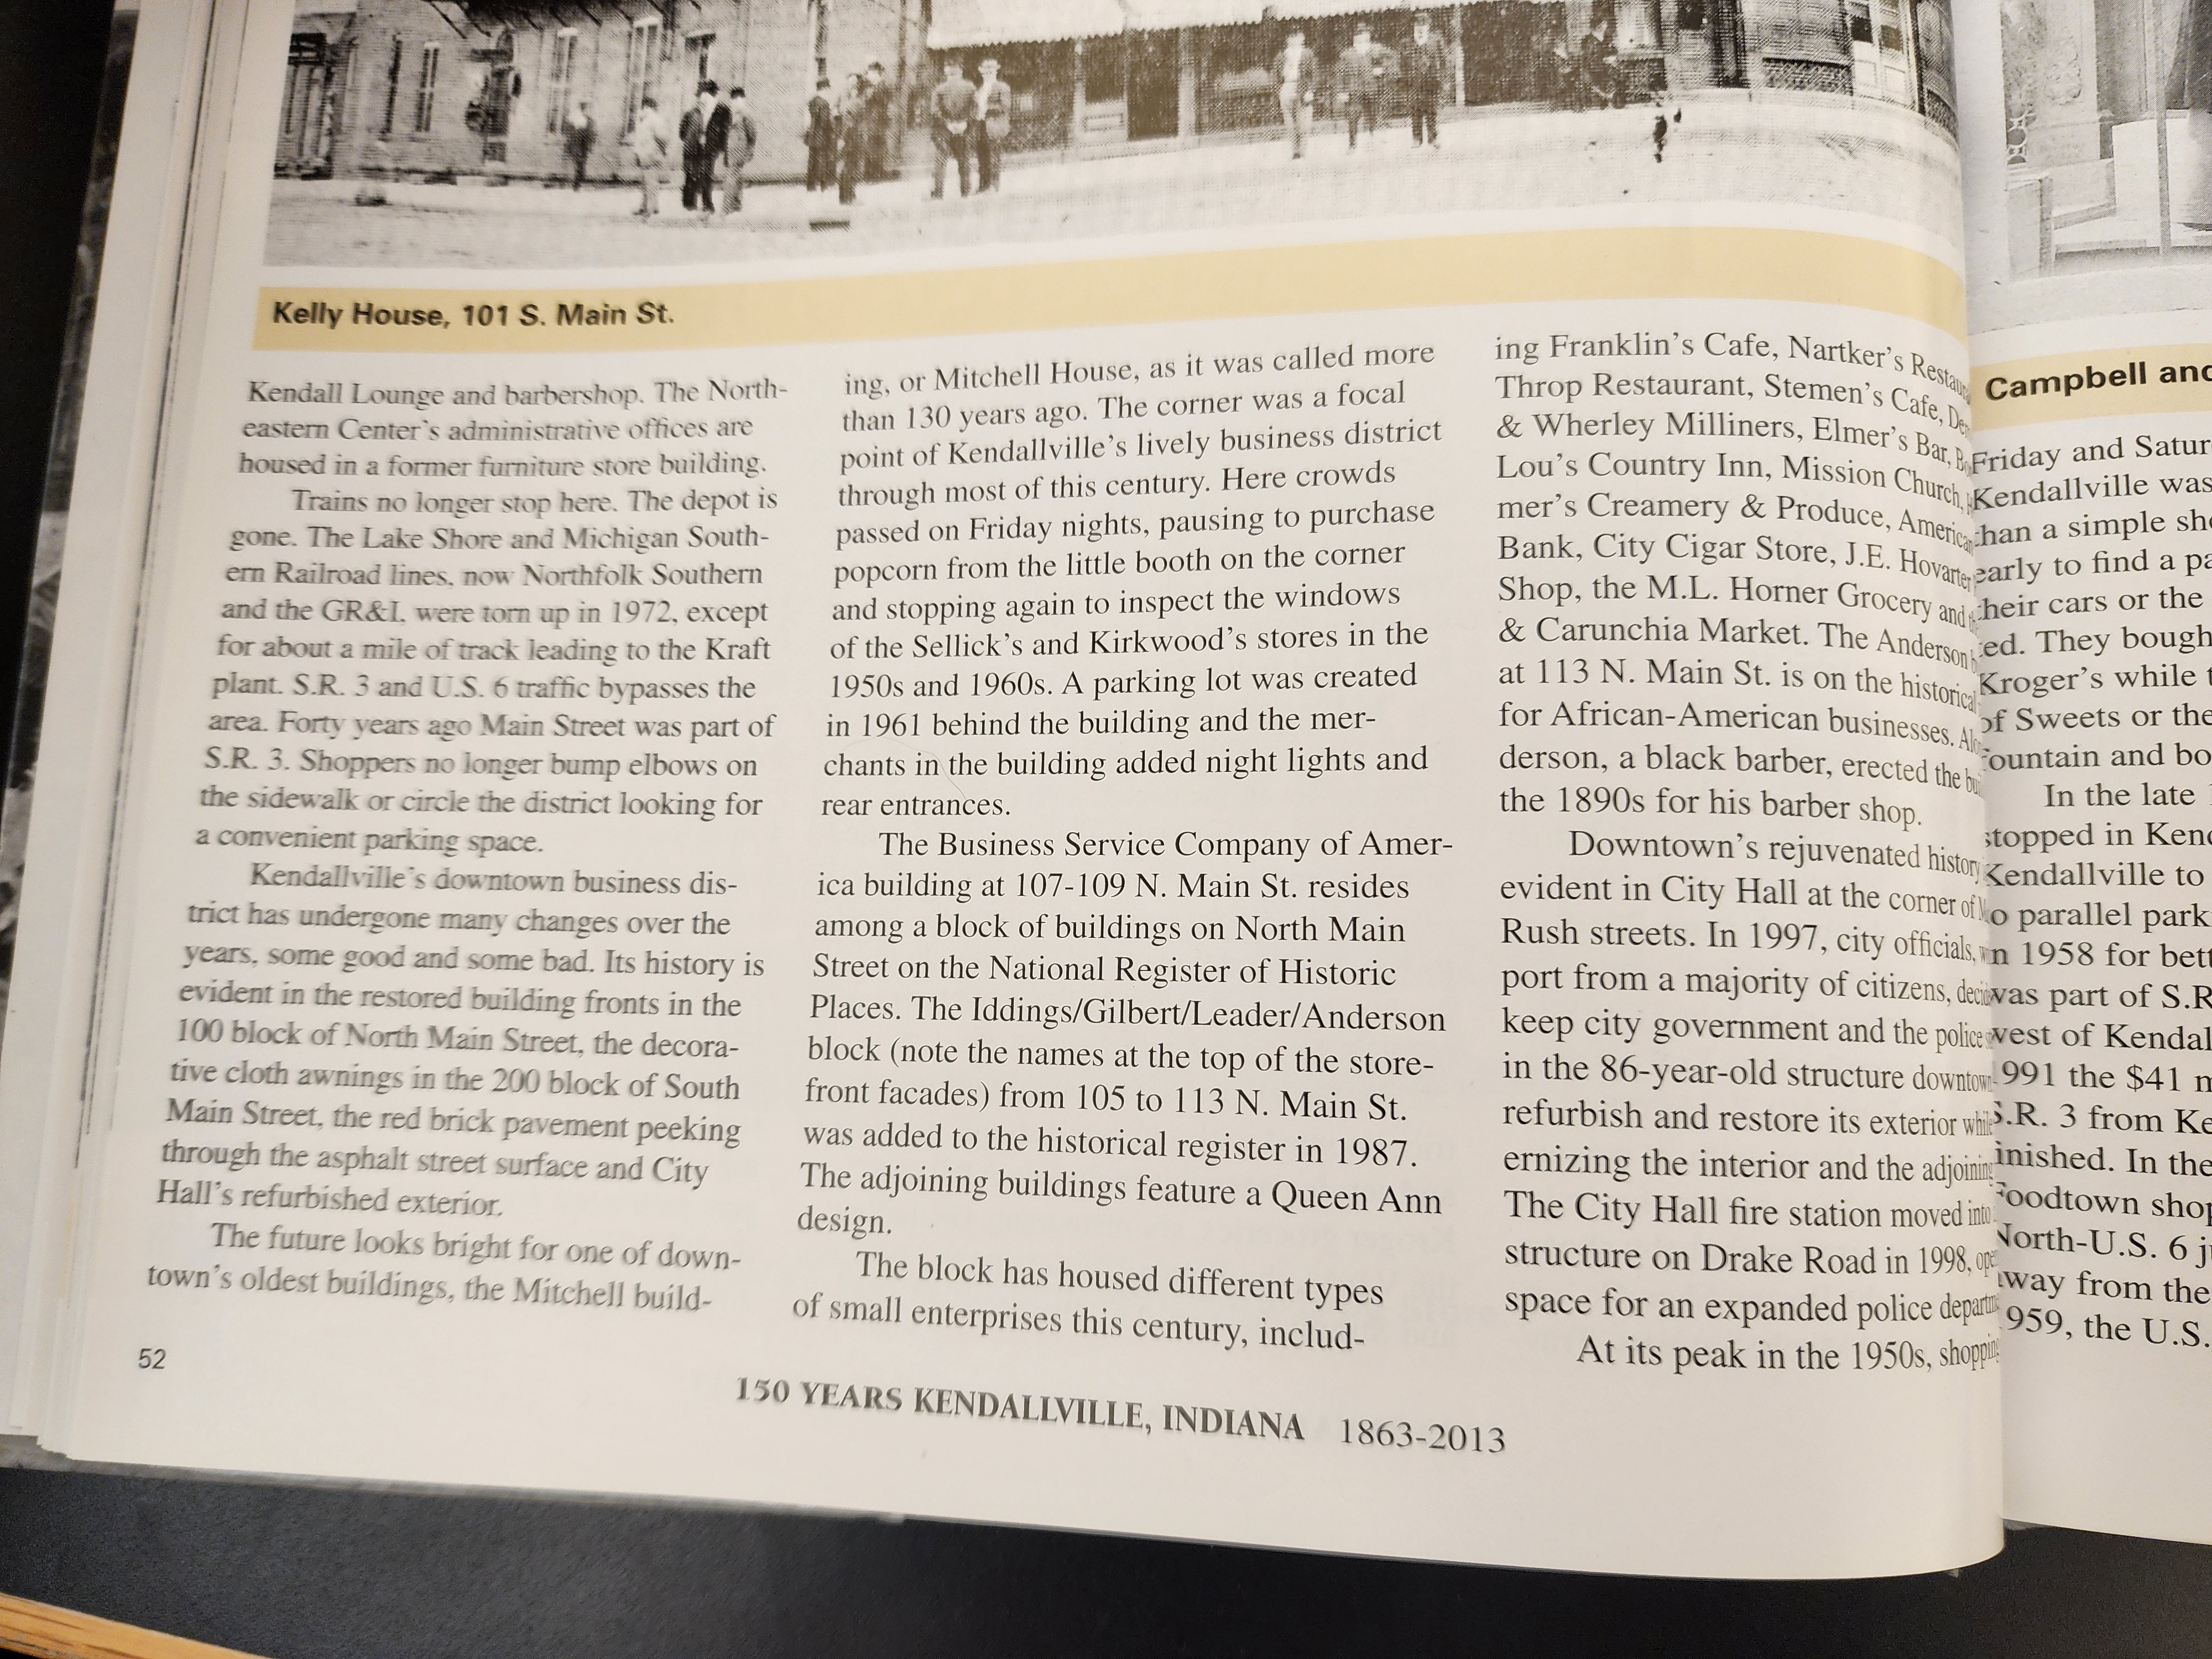 Kelly House, 101 S. Main St.
Kendall Lounge and barbershop. The North-
eastern Center's administrative offices are
housed in a former furniture store building.
Trains no longer stop here. The depot is
gone. The Lake Shore and Michigan South-
ern Railroad lines, now Northfolk Southern
and the GR&I, were torn up in 1972, except
for about a mile of track leading to the Kraft
plant. S.R. 3 and U.S. 6 traffic bypasses the
area. Forty years ago Main Street was part of
S.R. 3. Shoppers no longer bump elbows on
the sidewalk or circle the district looking for
a convenient parking space.
Kendallville's downtown business dis-
trict has undergone many changes over the
years, some good and some bad. Its history is
evident in the restored building fronts in the
100 block of North Main Street, the decora-
tive cloth awnings in the 200 block of South
Main Street, the red brick pavement peeking
through the asphalt street surface and City
Hall's refurbished exterior.
The future looks bright for one of down-
town's oldest buildings, the Mitchell build-
ing, or Mitchell House, as it was called more
than 130 years ago. The corner was a focal
point of Kendallville's lively business district
through most of this century. Here crowds
passed on Friday nights, pausing to purchase
popcorn from the little booth on the corner
and stopping again to inspect the windows
of the Sellick's and Kirkwood's stores in the
1950s and 1960s. A parking lot was created
in 1961 behind the building and the mer-
chants in the building added night lights and
rear entrances.
The Business Service Company of Amer-
ica building at 107-109 N. Main St. resides
among a block of buildings on North Main
Street on the National Register of Historic
Places. The Iddings/Gilbert/Leader/Anderson
block (note the names at the top of the store-
front facades) from 105 to 113 N. Main St.
was added to the historical register in 1987.
The adjoining buildings feature a Queen Ann
design.
The block has housed different types
of small enterprises this century, includ-
ing Franklin's Cafe, Nartker's
Throp Restaurant, Stemen's Cafe,
& Wherley Milliners, Elmer's Bar,
Lou's Country Inn, Mission Church,
mer's Creamery & Produce, American
Bank, City Cigar Store, J.E. Hovarter
Shop, the M.L. Horner Grocery and
& Carunchia Market. The Anderson
at 113 N. Main St. is on the historical
for African-American businesses.
derson, a black barber, erected the
the 1890s for his barber shop.
Downtown's rejuvenated history
evident in City Hall at the corner of
Rush streets. In 1997, city officials,
port from a majority of citizens,
keep city government and the police
in the 86-year-old structure downtown
refurbish and restore its exterior while
ernizing the interior and the adjoining
The City Hall fire station moved into
structure on Drake Road in 1998,
space for an expanded police
At its peak in the 1950s,
52
150 YEARS KENDALLVILLE, INDIANA 1863-2013
Campbell and
Friday and
Kendallville was
than a simple
early to find a
their cars or the
They
Kroger's while
of Sweets or the
fountain and
In the late
stopped in
Kendallville to
to parallel
in 1958 for
was part of S.R.
west of
1991 the $41
S.R. 3 from
finished. In the
Foodtown
North-U.S. 6
away from the
1959, the U.S.